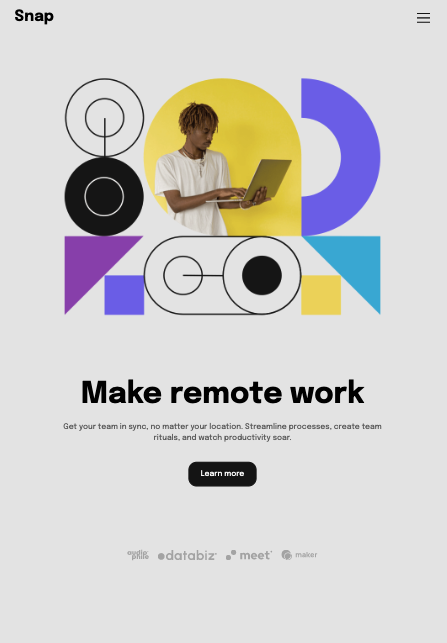 Snap
Make remote work
Get your team in sync, no matter your location. Streamline processes, create team
rituals, and watch productivity soar.
Learn more
audio
phile
databiz
meet
maker